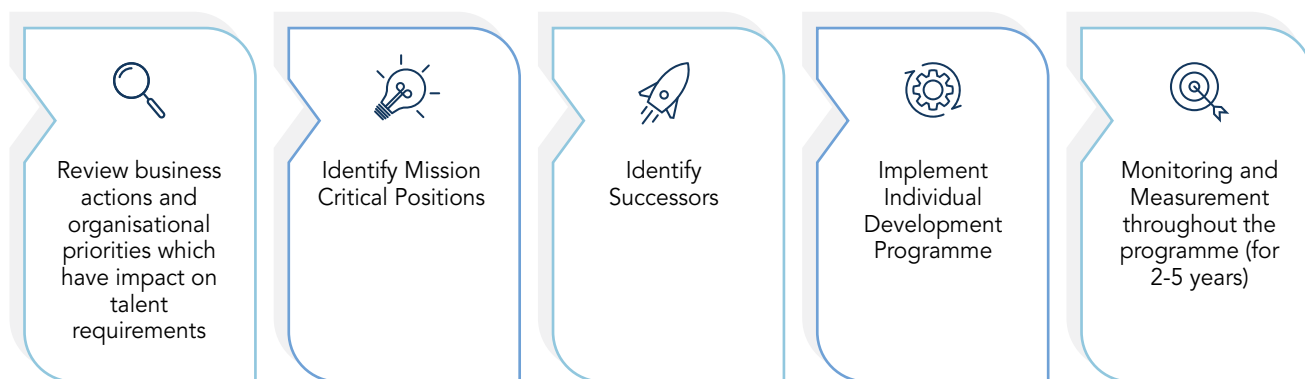 Review business
actions and
organisational
priorities which
have impact on
talent
requirements
Identify Mission
Critical Positions
Identify
Successors
Implement
Individual
Development
Programme
Monitoring and
Measurement
throughout the
programme (for
2-5 years)